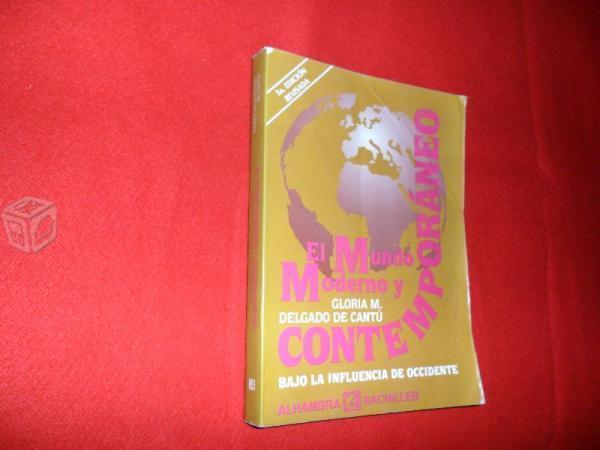 3a. EDICIÓN
REVISADA
El Mundo
Moderno y
CONTEMPORÁNEO
GLORIA M.
DELGADO DE CANTÚ
BAJO LA INFLUENCIA DE OCCIDENTE
ALHAMBRA BACHILLER